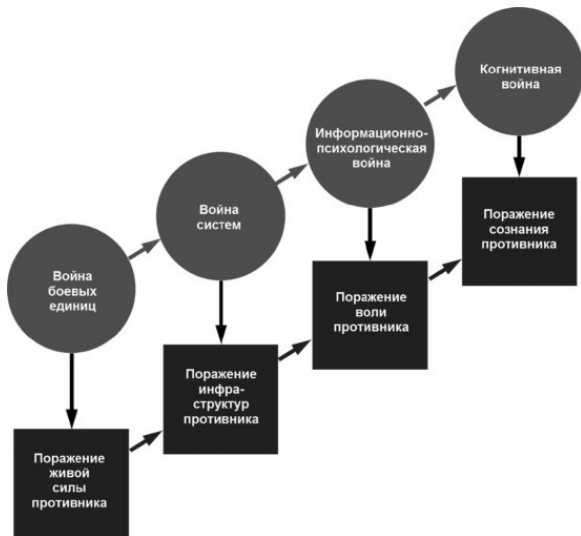 Война
боевых
единиц
Война
систем
Информационно-
психологическая
война
Когнитивная
война
Поражение
живой
силы
противника
Поражение
инфра-
структур
противника
Поражение
воли
противника
Поражение
сознания
противника